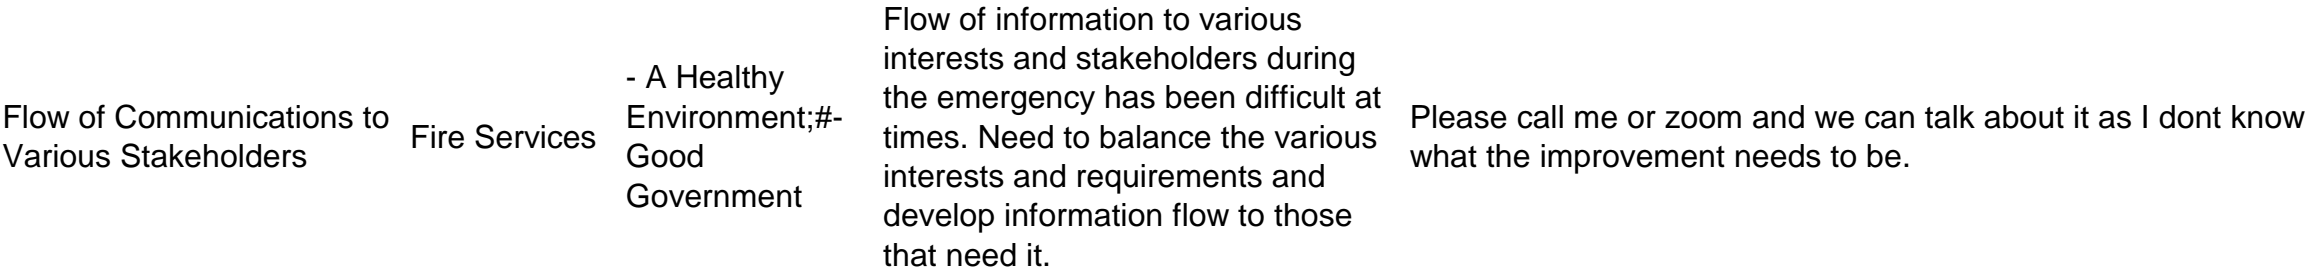 Flow of Communications to
Various Stakeholders
Fire Services
- A Healthy
Environment;#-
Good
Government
Flow of information to various
interests and stakeholders during
the emergency has been difficult at
times. Need to balance the various
interests and requirements and
develop information flow to those
that need it.
Please call me or zoom and we can talk about it as I dont know
what the improvement needs to be.